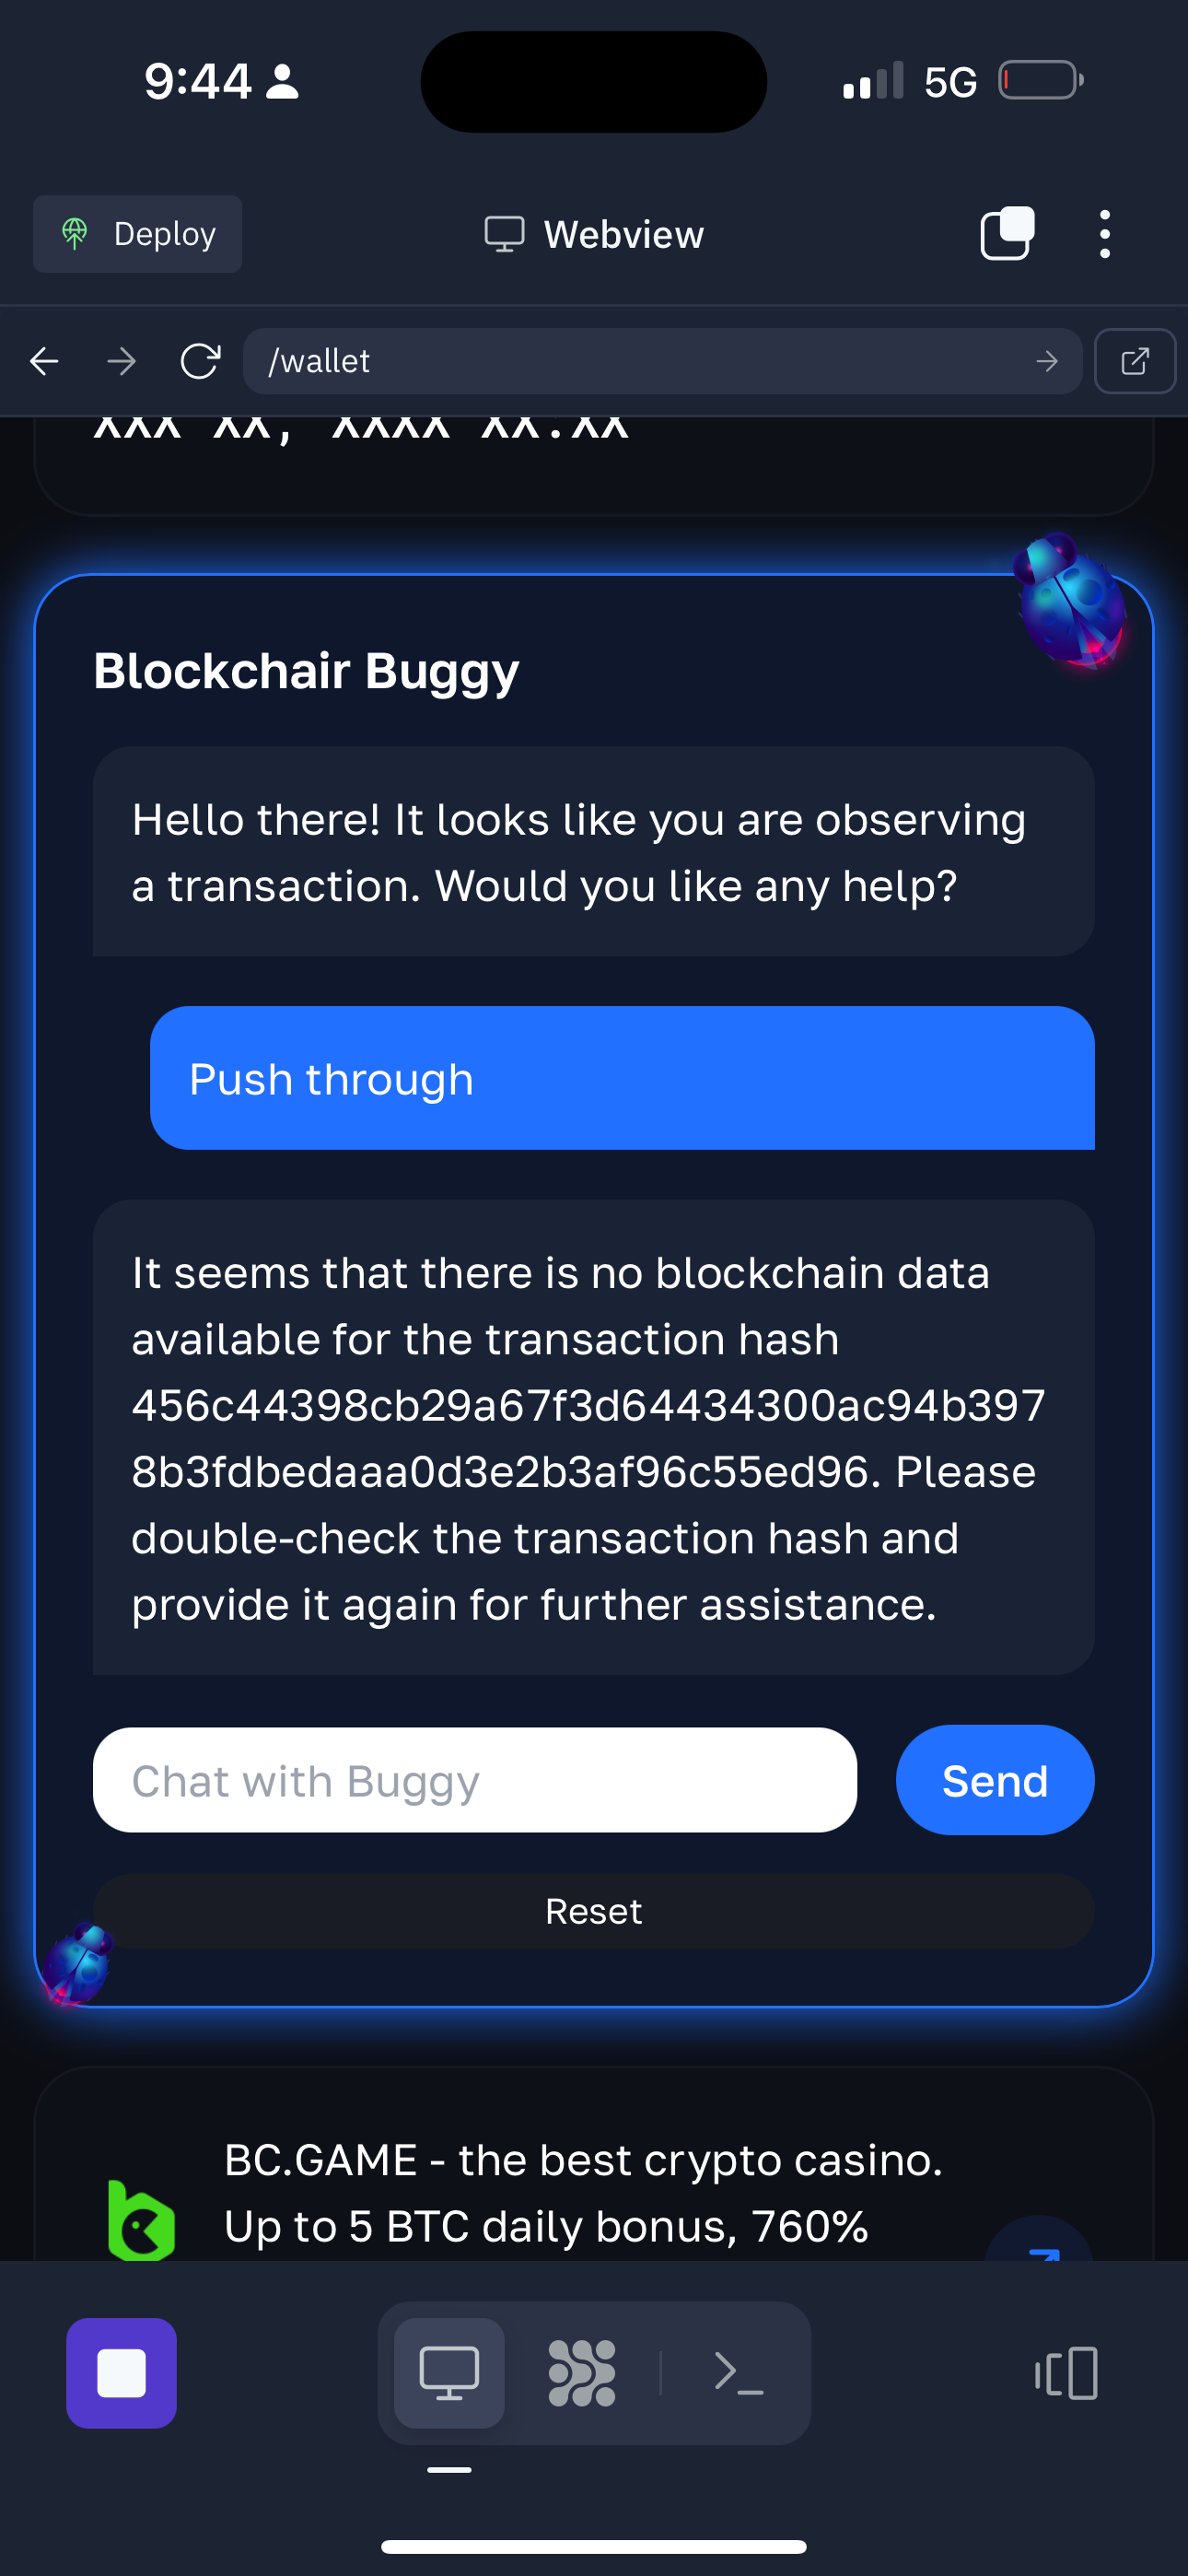 9:44
5G
Deploy
Webview
/wallet
XXX XX, XXXX XX:XX
Blockchair Buggy
Hello there! It looks like you are observing
a transaction. Would you like any help?
Push through
It seems that there is no blockchain data
available for the transaction hash
456c44398cb29a67f3d64434300ac94b397
8b3fdbedaaa0d3e2b3af96c55ed96. Please
double-check the transaction hash and
provide it again for further assistance.
Chat with Buggy
Send
Reset
BC.GAME - the best crypto casino.
Up to 5 BTC daily bonus, 760%